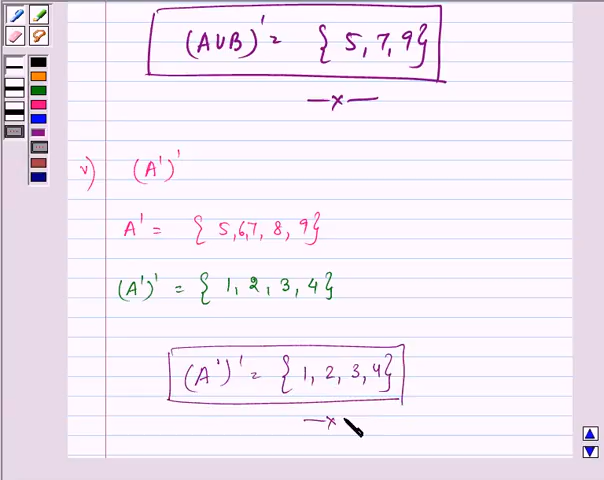 (A∪B)' = { 5, 7, 9}
—x—
v) (A')'
A' = { 5,6,7, 8, 9}
(A')' = { 1, 2, 3, 4}
(A')' = { 1, 2, 3, 4}
—x